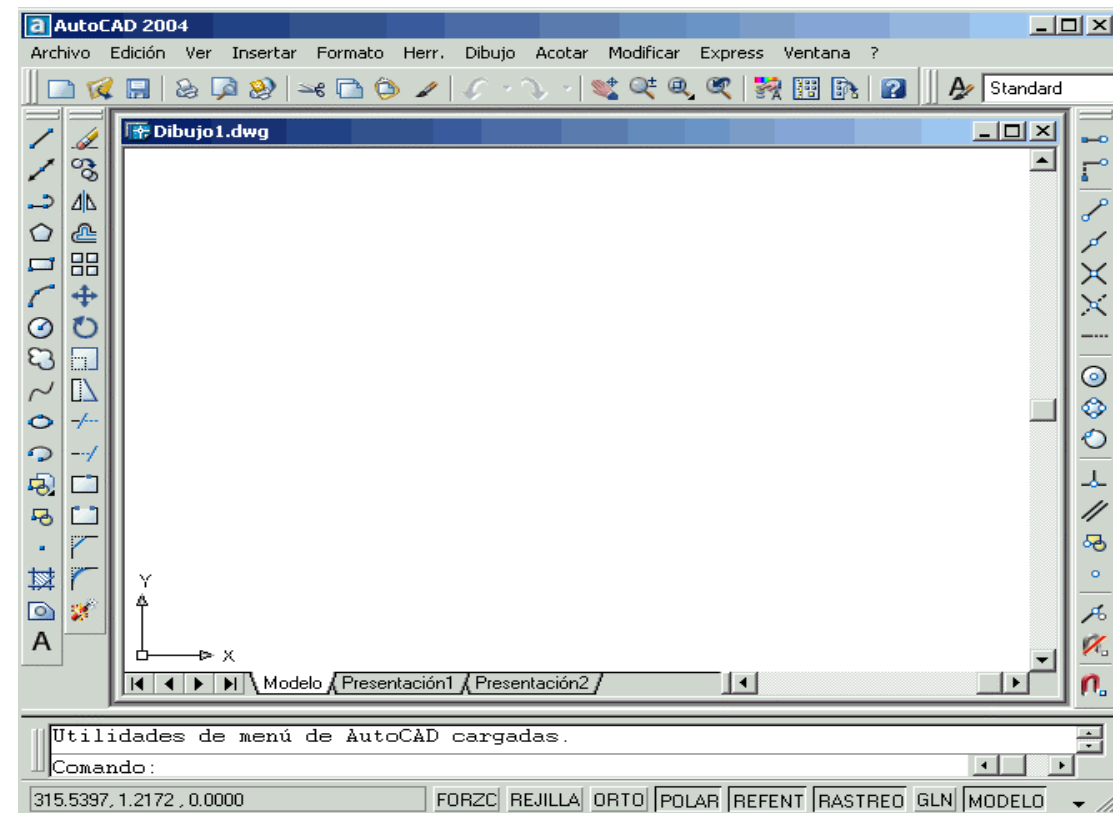 a AutoCAD 2004
Archivo Edición Ver Insertar Formato Herr. Dibujo Acotar Modificar Express Ventana ?
A Standard
Dibujo1.dwg
A
Y
X
Modelo Presentación1 Presentación2
Utilidades de menú de AutoCAD cargadas.
Comando:
315.5397, 1.2172 , 0.0000 FORZC REJILLA ORTO POLAR REFENT RASTREO GLN MODELO